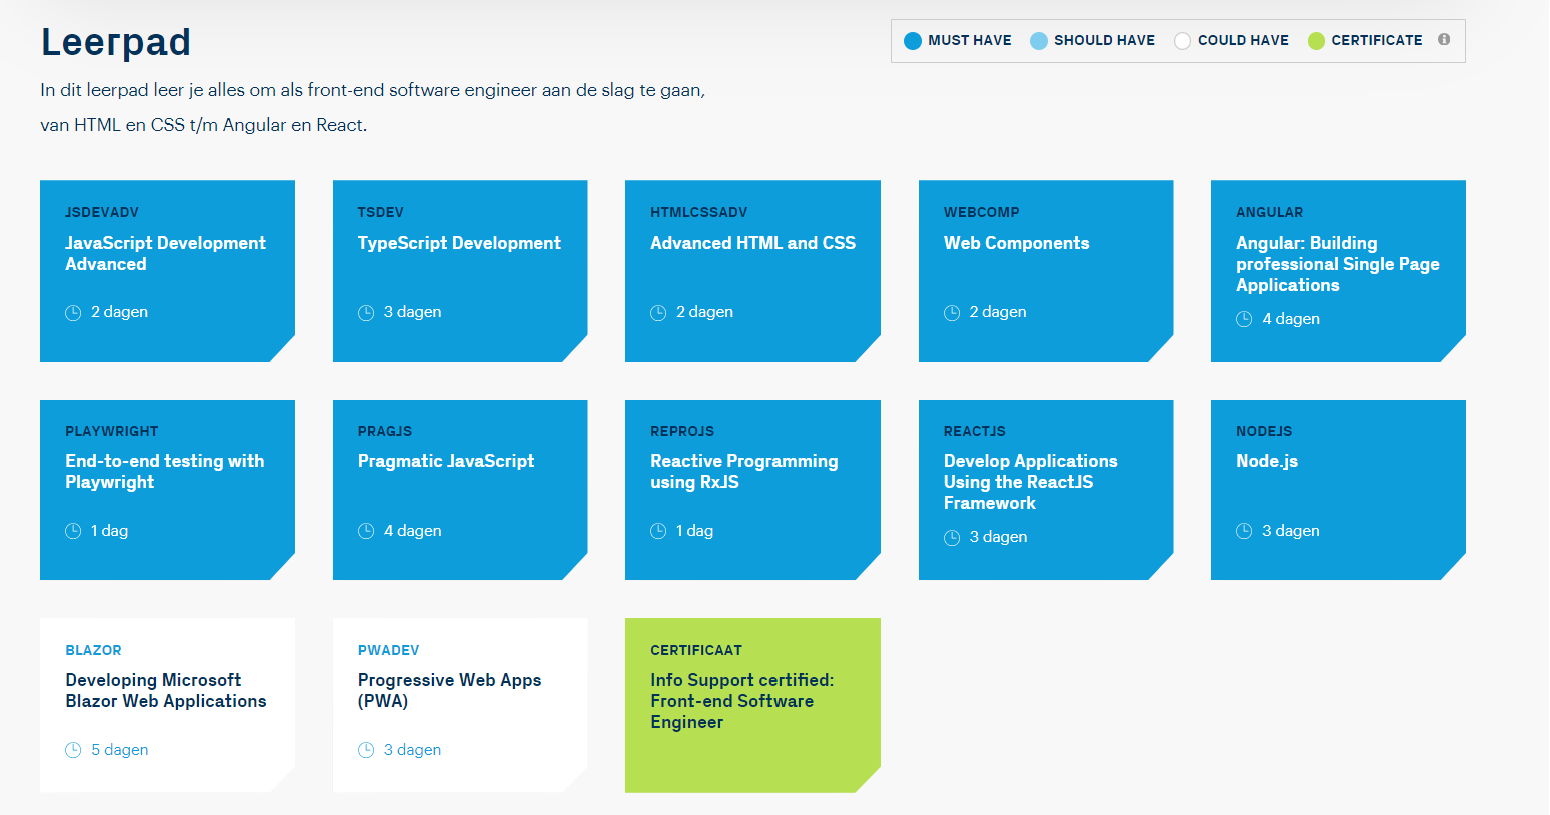 Leerpad
MUST HAVE SHOULD HAVE COULD HAVE CERTIFICATE
In dit leerpad leer je alles om als front-end software engineer aan de slag te gaan,
van HTML en CSS t/m Angular en React.
JSDEVADV
JavaScript Development
Advanced
2 dagen
TSDEV
TypeScript Development
3 dagen
HTMLCSSADV
Advanced HTML and CSS
2 dagen
WEBCOMP
Web Components
2 dagen
ANGULAR
Angular: Building
professional Single Page
Applications
4 dagen
PLAYWRIGHT
End-to-end testing with
Playwright
1 dag
PRAGJS
Pragmatic JavaScript
4 dagen
REPROJS
Reactive Programming
using RxJS
1 dag
REACTJS
Develop Applications
Using the ReactJS
Framework
3 dagen
NODEJS
Node.js
3 dagen
BLAZOR
Developing Microsoft
Blazor Web Applications
5 dagen
PWADEV
Progressive Web Apps
(PWA)
3 dagen
CERTIFICAAT
Info Support certified:
Front-end Software
Engineer